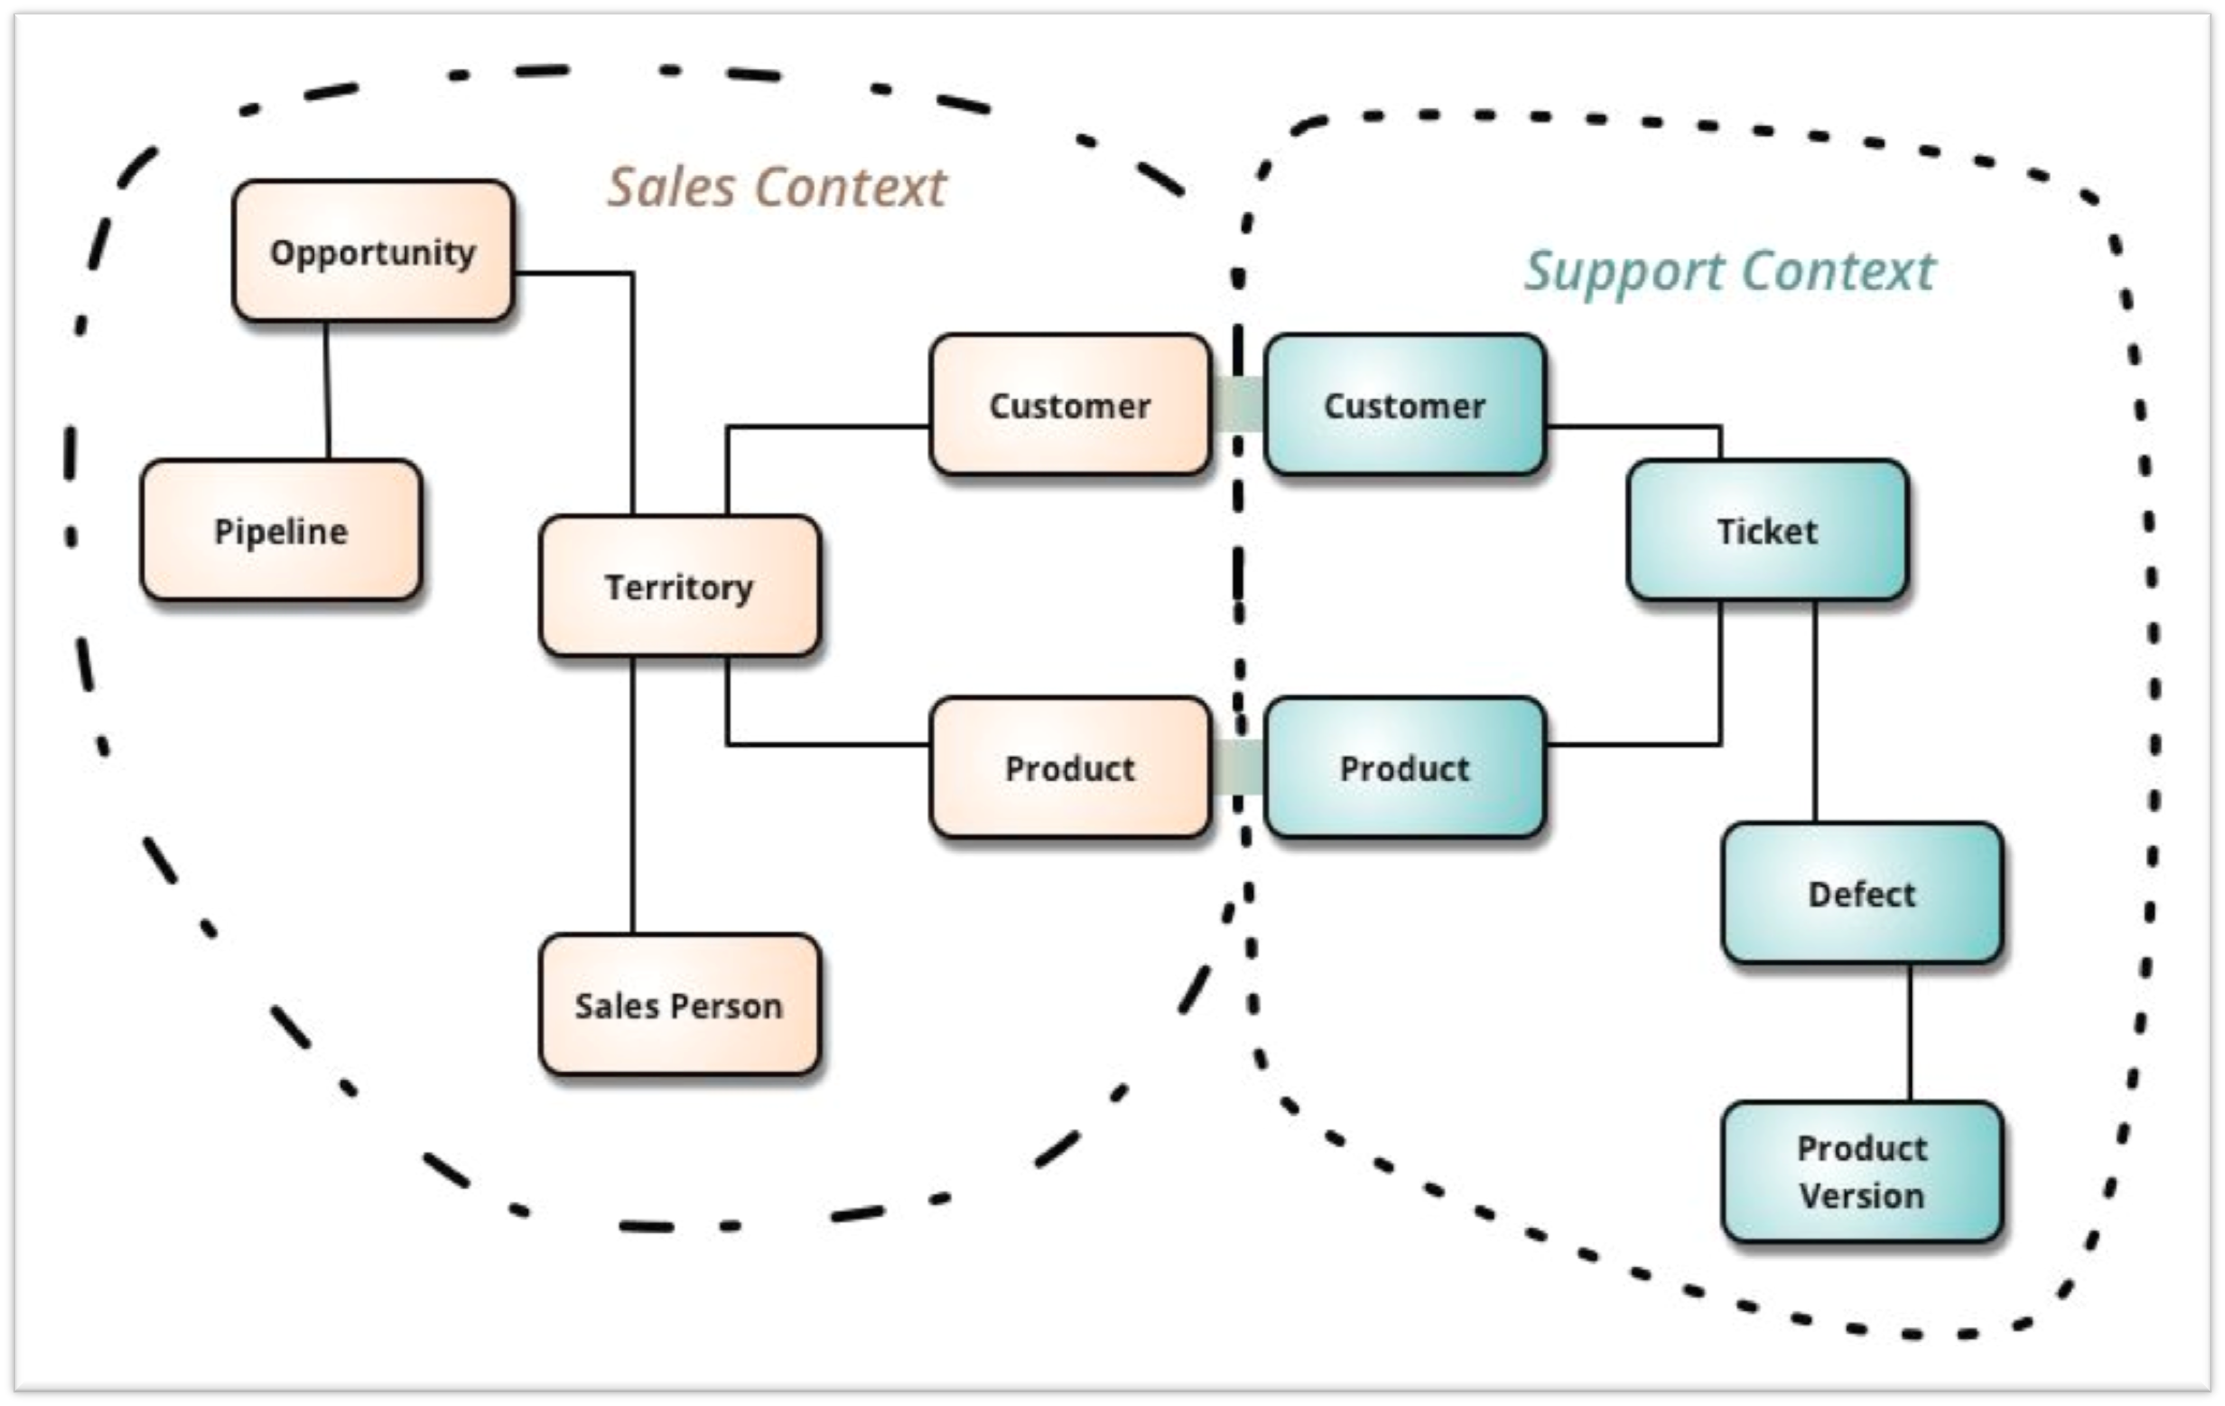 Sales Context
Opportunity
Support Context
Customer
Customer
Pipeline
Ticket
Territory
Product
Product
Defect
Sales Person
Product
Version